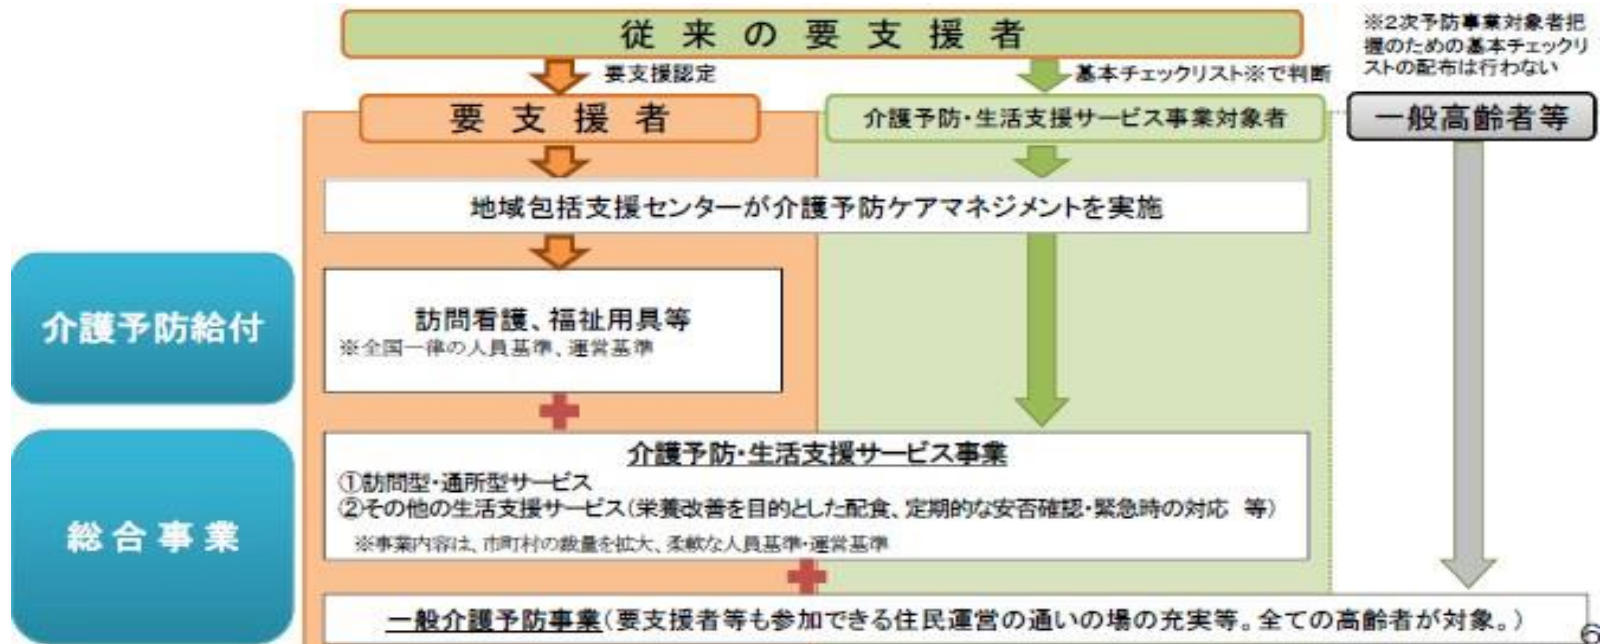 従来の要支援者
※2次予防事業対象者把
握のための基本チェックリ
ストの配布は行わない
要支援認定
基本チェックリスト※で判断
要支援者
介護予防・生活支援サービス事業対象者
一般高齢者等
地域包括支援センターが介護予防ケアマネジメントを実施
介護予防給付
訪問看護、福祉用具等
※全国一律の人員基準、運営基準
総合事業
介護予防・生活支援サービス事業
①訪問型・通所型サービス
②その他の生活支援サービス(栄養改善を目的とした配食、定期的な安否確認・緊急時の対応 等)
※事業内容は、市町村の裁量を拡大、柔軟な人員基準・運営基準
一般介護予防事業(要支援者等も参加できる住民運営の通いの場の充実等。全ての高齢者が対象。)
6